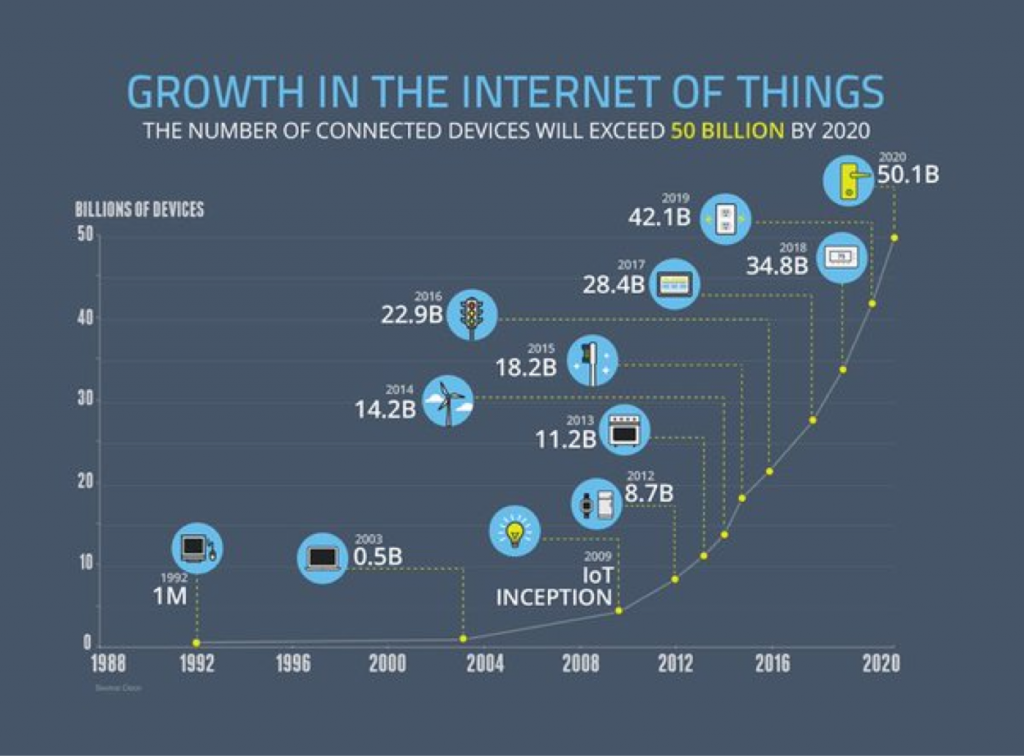 GROWTH IN THE INTERNET OF THINGS
THE NUMBER OF CONNECTED DEVICES WILL EXCEED 50 BILLION BY 2020
BILLIONS OF DEVICES
50
40
30
20
10
0
1988
1992
1996
2000
2004
2008
2012
2016
2020
1992
1M
2003
0.5B
2009
IoT
INCEPTION
2012
8.7B
2013
11.2B
2014
14.2B
2015
18.2B
2016
22.9B
2017
28.4B
2018
34.8B
2019
42.1B
2020
50.1B